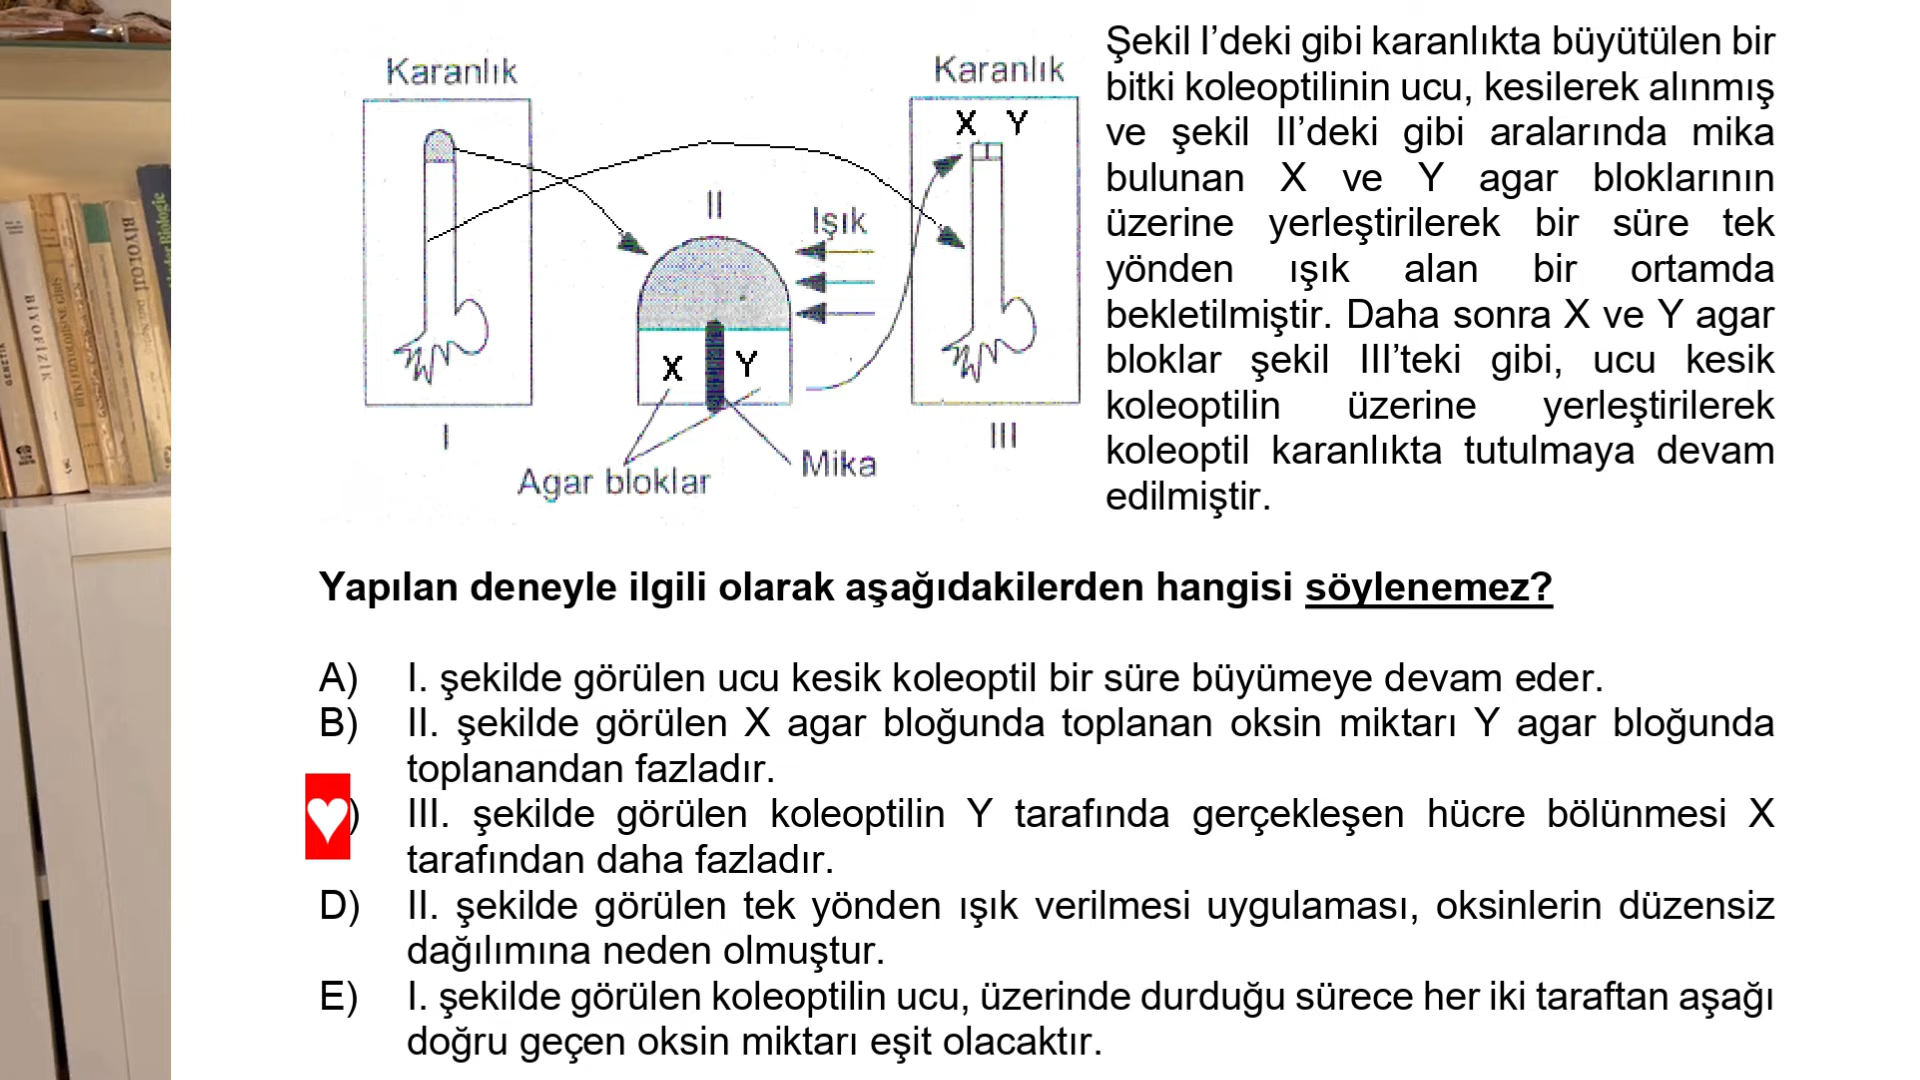 Karanlık
Karanlık
X Y
II
Işık
X Y
I
III
Agar bloklar
Mika
Şekil I’deki gibi karanlıkta büyütülen bir
bitki koleoptilinin ucu, kesilerek alınmış
ve şekil II’deki gibi aralarında mika
bulunan X ve Y agar bloklarının
üzerine yerleştirilerek bir süre tek
yönden ışık alan bir ortamda
bekletilmiştir. Daha sonra X ve Y agar
bloklar şekil III’teki gibi, ucu kesik
koleoptilin üzerine yerleştirilerek
koleoptil karanlıkta tutulmaya devam
edilmiştir.
Yapılan deneyle ilgili olarak aşağıdakilerden hangisi söylenemez?
A) I. şekilde görülen ucu kesik koleoptil bir süre büyümeye devam eder.
B) II. şekilde görülen X agar bloğunda toplanan oksin miktarı Y agar bloğunda
toplanandan fazladır.
) III. şekilde görülen koleoptilin Y tarafında gerçekleşen hücre bölünmesi X
tarafından daha fazladır.
D) II. şekilde görülen tek yönden ışık verilmesi uygulaması, oksinlerin düzensiz
dağılımına neden olmuştur.
E) I. şekilde görülen koleoptilin ucu, üzerinde durduğu sürece her iki taraftan aşağı
doğru geçen oksin miktarı eşit olacaktır.
GENETİK
BİYOFİZİK
BİYOLOJİ